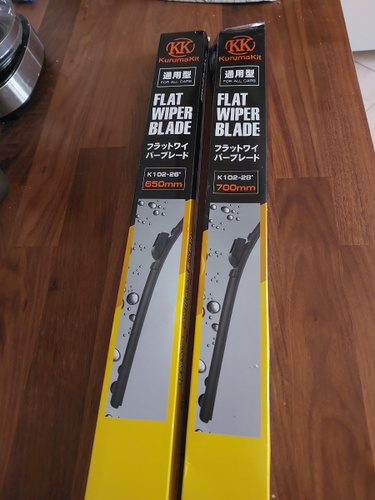 KK
KurumaKit
通用型
FOR ALL CARS
FLAT
WIPER
BLADE
フラットワイ
パーブレード
K102-26"
650mm
KK
KurumaKit
通用型
FOR ALL CARS
FLAT
WIPER
BLADE
フラットワイ
パーブレード
K102-28"
700mm